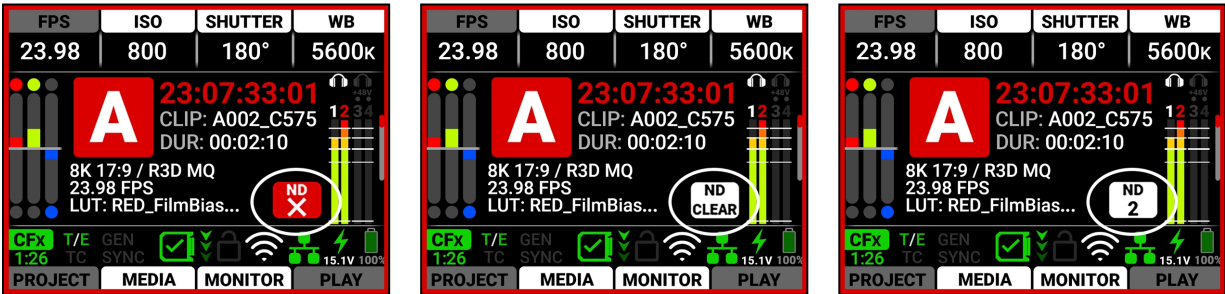 FPS ISO SHUTTER WB
23.98 800 180° 5600K
A
23:07:33:01
+48V
CLIP: A002_C575
1 2 3 4
DUR: 00:02:10
8K 17:9 / R3D MQ
23.98 FPS
LUT: RED_FilmBias...
ND
X
CFx T/E GEN
1:26 TC SYNC
15.1V 100%
PROJECT MEDIA MONITOR PLAY
FPS ISO SHUTTER WB
23.98 800 180° 5600K
A
23:07:33:01
+48V
CLIP: A002_C575
1 2 3 4
DUR: 00:02:10
8K 17:9 / R3D MQ
23.98 FPS
LUT: RED_FilmBias...
ND
CLEAR
CFx T/E GEN
1:26 TC SYNC
15.1V 100%
PROJECT MEDIA MONITOR PLAY
FPS ISO SHUTTER WB
23.98 800 180° 5600K
A
23:07:33:01
+48V
CLIP: A002_C575
1 2 3 4
DUR: 00:02:10
8K 17:9 / R3D MQ
23.98 FPS
LUT: RED_FilmBias...
ND
2
CFx T/E GEN
1:26 TC SYNC
15.1V 100%
PROJECT MEDIA MONITOR PLAY